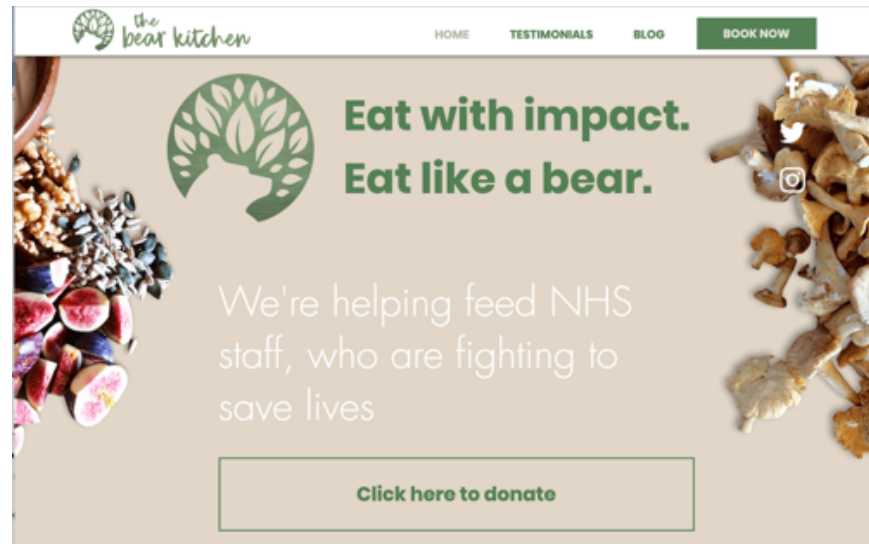 the
bear kitchen
HOME TESTIMONIALS BLOG BOOK NOW
Eat with impact.
Eat like a bear.
We're helping feed NHS
staff, who are fighting to
save lives
Click here to donate